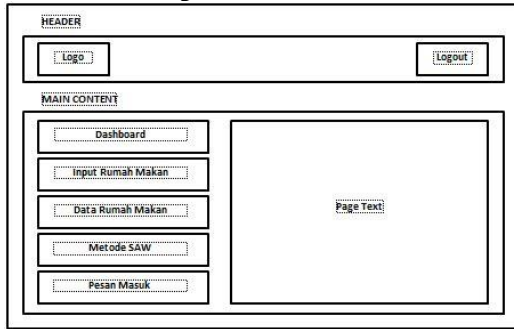 HEADER
Logo
Logout
MAIN CONTENT
Dashboard
Input Rumah Makan
Data Rumah Makan
Metode SAW
Pesan Masuk
Page Text